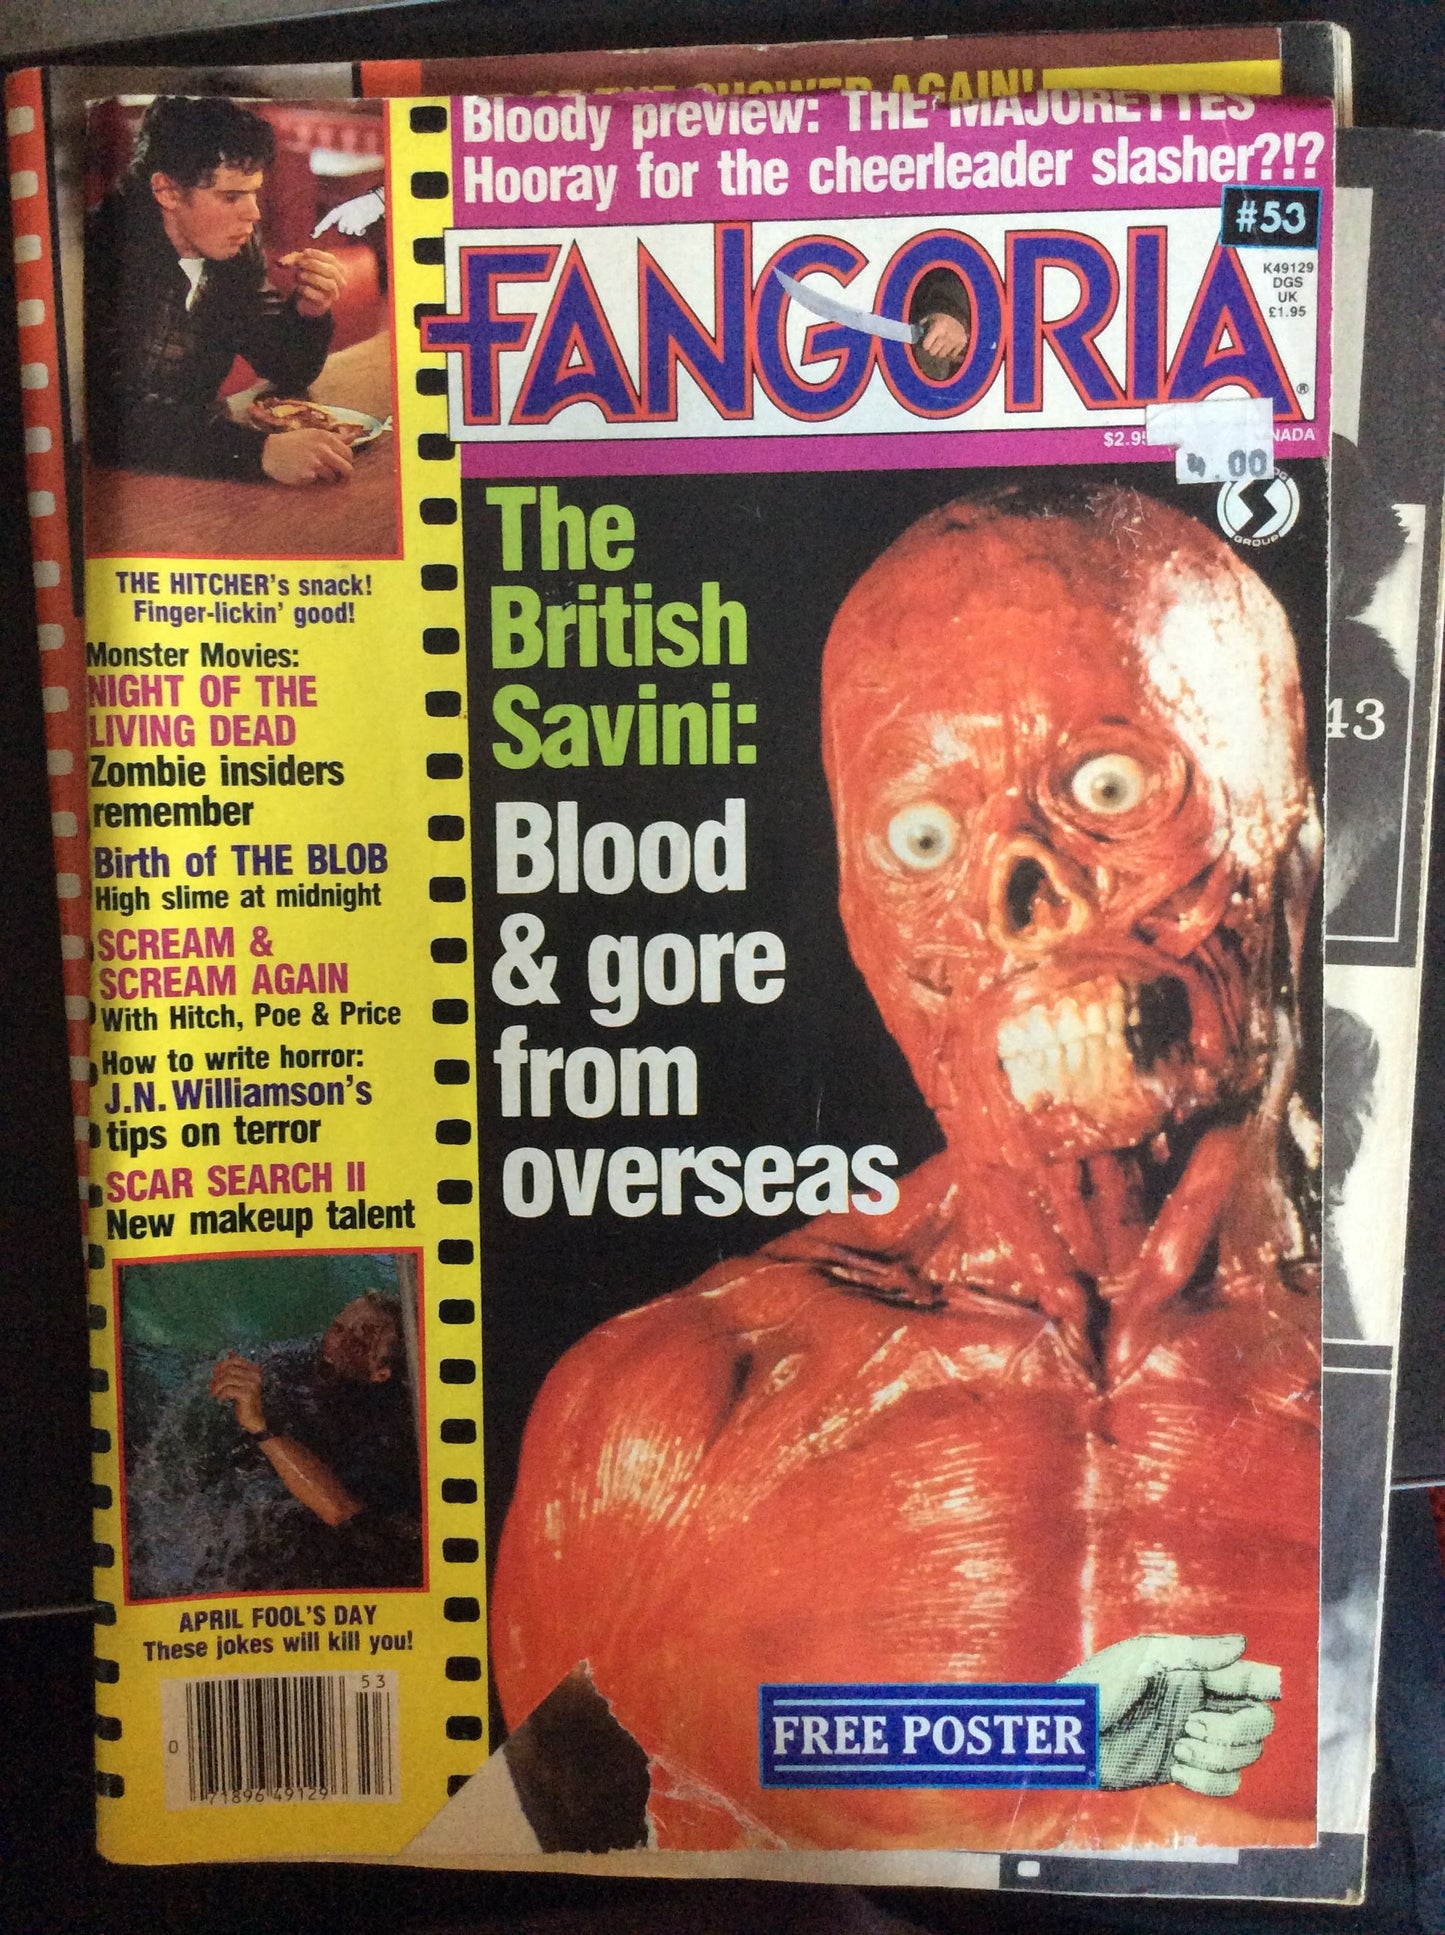 SHOWER AGAIN!
Bloody preview: THE MAJORETTES
Hooray for the cheerleader slasher?!?
#53
FANGORIA
®
K49129
DGS
UK
£1.95
$2.95
NADA
4.00
GROUP
THE HITCHER's snack!
Finger-lickin' good!
Monster Movies:
NIGHT OF THE
LIVING DEAD
Zombie insiders
remember
Birth of THE BLOB
High slime at midnight
SCREAM &
SCREAM AGAIN
With Hitch, Poe & Price
How to write horror:
J.N. Williamson's
tips on terror
SCAR SEARCH II
New makeup talent
APRIL FOOL'S DAY
These jokes will kill you!
53
0 71896 49129
The
British
Savini:
Blood
& gore
from
overseas
FREE POSTER
43